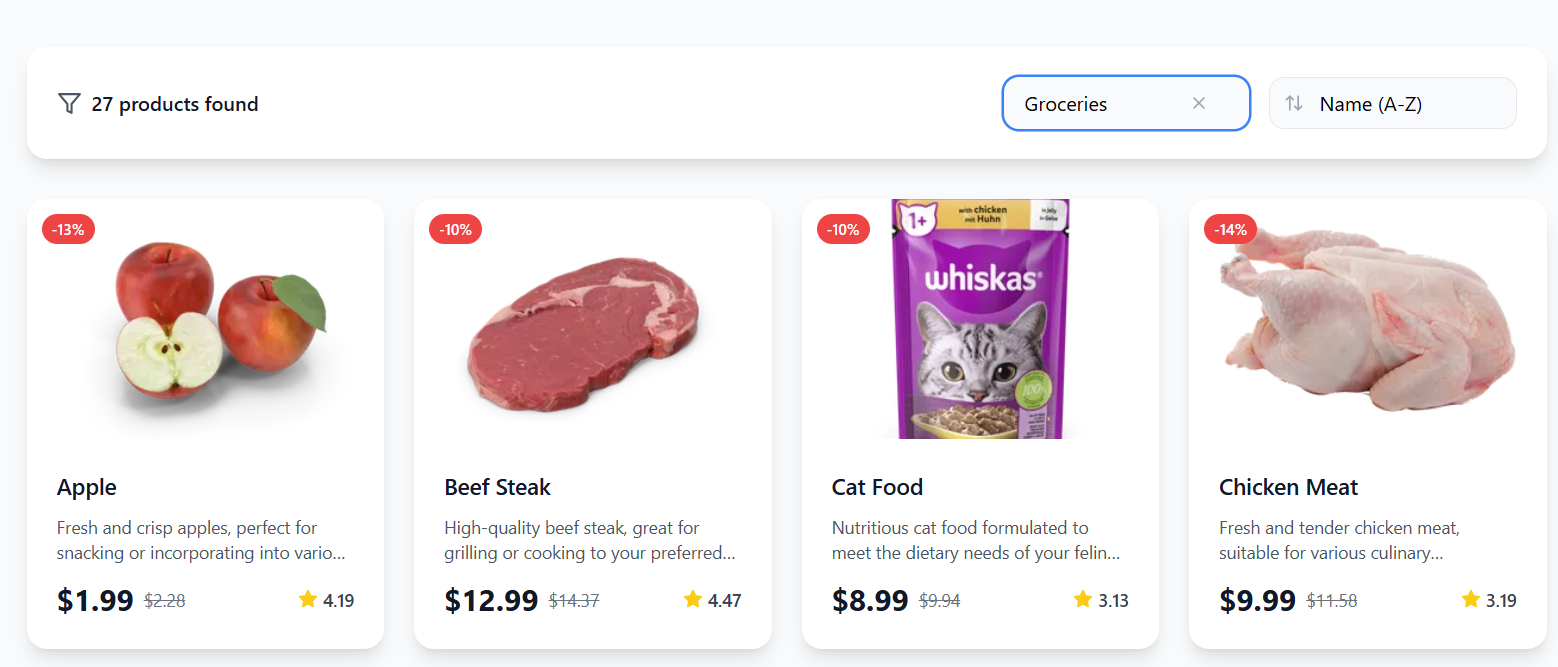 27 products found
Groceries
Name (A-Z)
-13%
-10%
-10%
-14%
1+
with chicken
mit Huhn
in Jelly
in Gelee
whiskas®
100%
Apple
Beef Steak
Cat Food
Chicken Meat
Fresh and crisp apples, perfect for
snacking or incorporating into vario...
High-quality beef steak, great for
grilling or cooking to your preferred...
Nutritious cat food formulated to
meet the dietary needs of your felin...
Fresh and tender chicken meat,
suitable for various culinary...
$1.99 $2.28 4.19
$12.99 $14.37 4.47
$8.99 $9.94 3.13
$9.99 $11.58 3.19